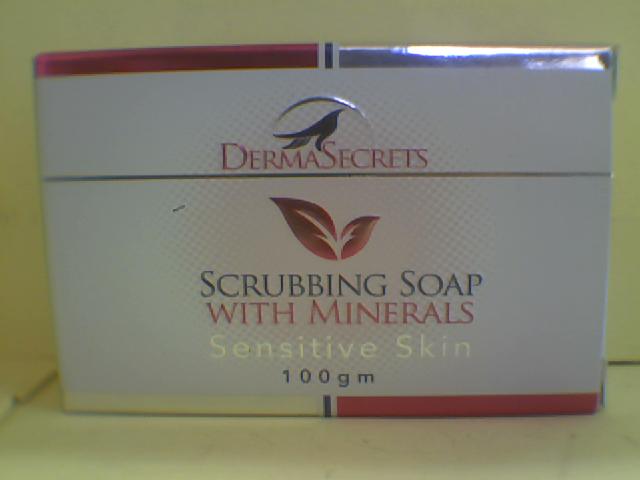 DERMASECRETS
SCRUBBING SOAP
WITH MINERALS
Sensitive Skin
100gm